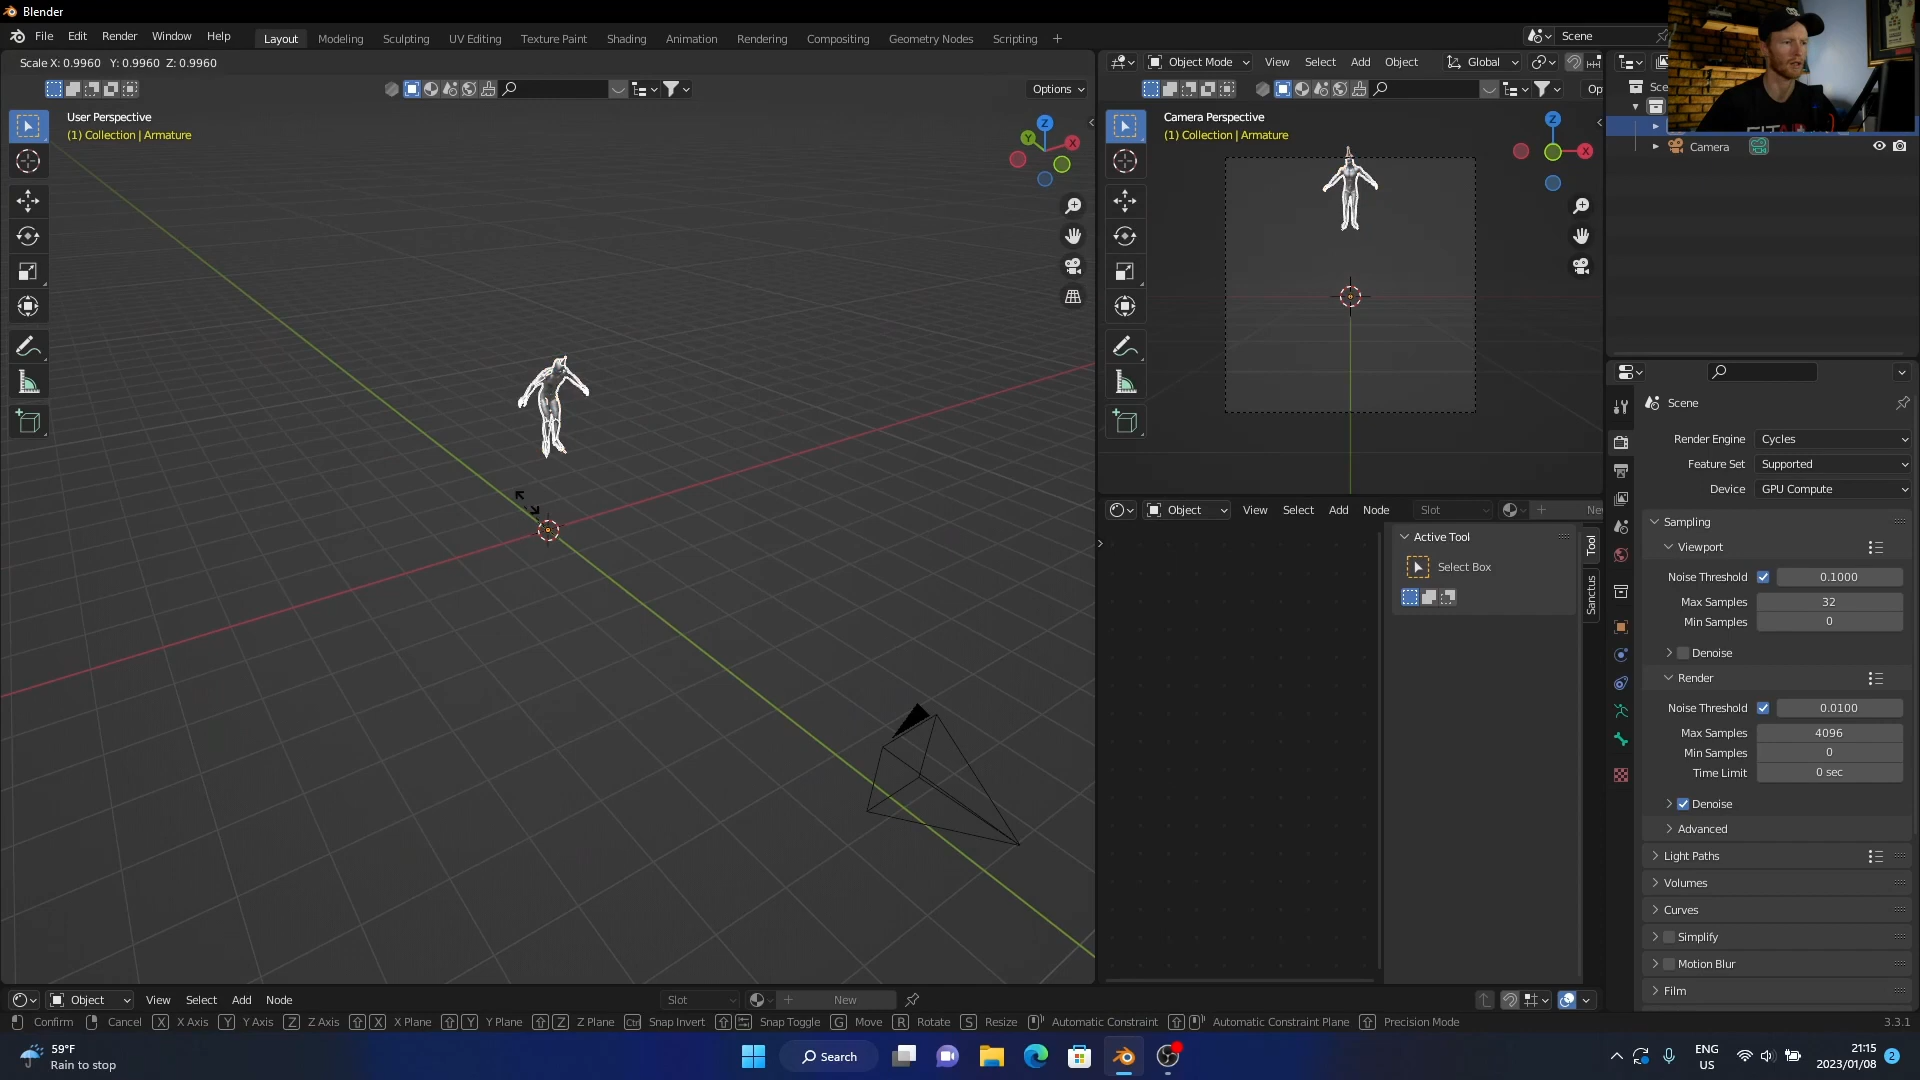 Blender
File Edit Render Window Help
Layout Modeling Sculpting UV Editing Texture Paint Shading Animation Rendering Compositing Geometry Nodes Scripting
Scene
Scale X: 0.9960 Y: 0.9960 Z: 0.9960
Object Mode View Select Add Object Global
Options
User Perspective
(1) Collection | Armature
Z
Y
X
Camera Perspective
(1) Collection | Armature
Z
X
Camera
Scene
Render Engine Cycles
Feature Set Supported
Device GPU Compute
Sampling
Viewport
Noise Threshold 0.1000
Max Samples 32
Min Samples 0
Denoise
Render
Noise Threshold 0.0100
Max Samples 4096
Min Samples 0
Time Limit 0 sec
Denoise
Advanced
Light Paths
Volumes
Curves
Simplify
Motion Blur
Film
Object View Select Add Node Slot
Active Tool
Select Box
Tool
Sanctus
Object View Select Add Node Slot New
Confirm Cancel X X Axis Y Y Axis Z Z Axis X X Plane Y Y Plane Z Z Plane Ctrl Snap Invert Snap Toggle G Move R Rotate S Resize Automatic Constraint Automatic Constraint Plane Precision Mode
3.3.1
59°F
Rain to stop
Search
ENG
US
21:15
2023/01/08
2